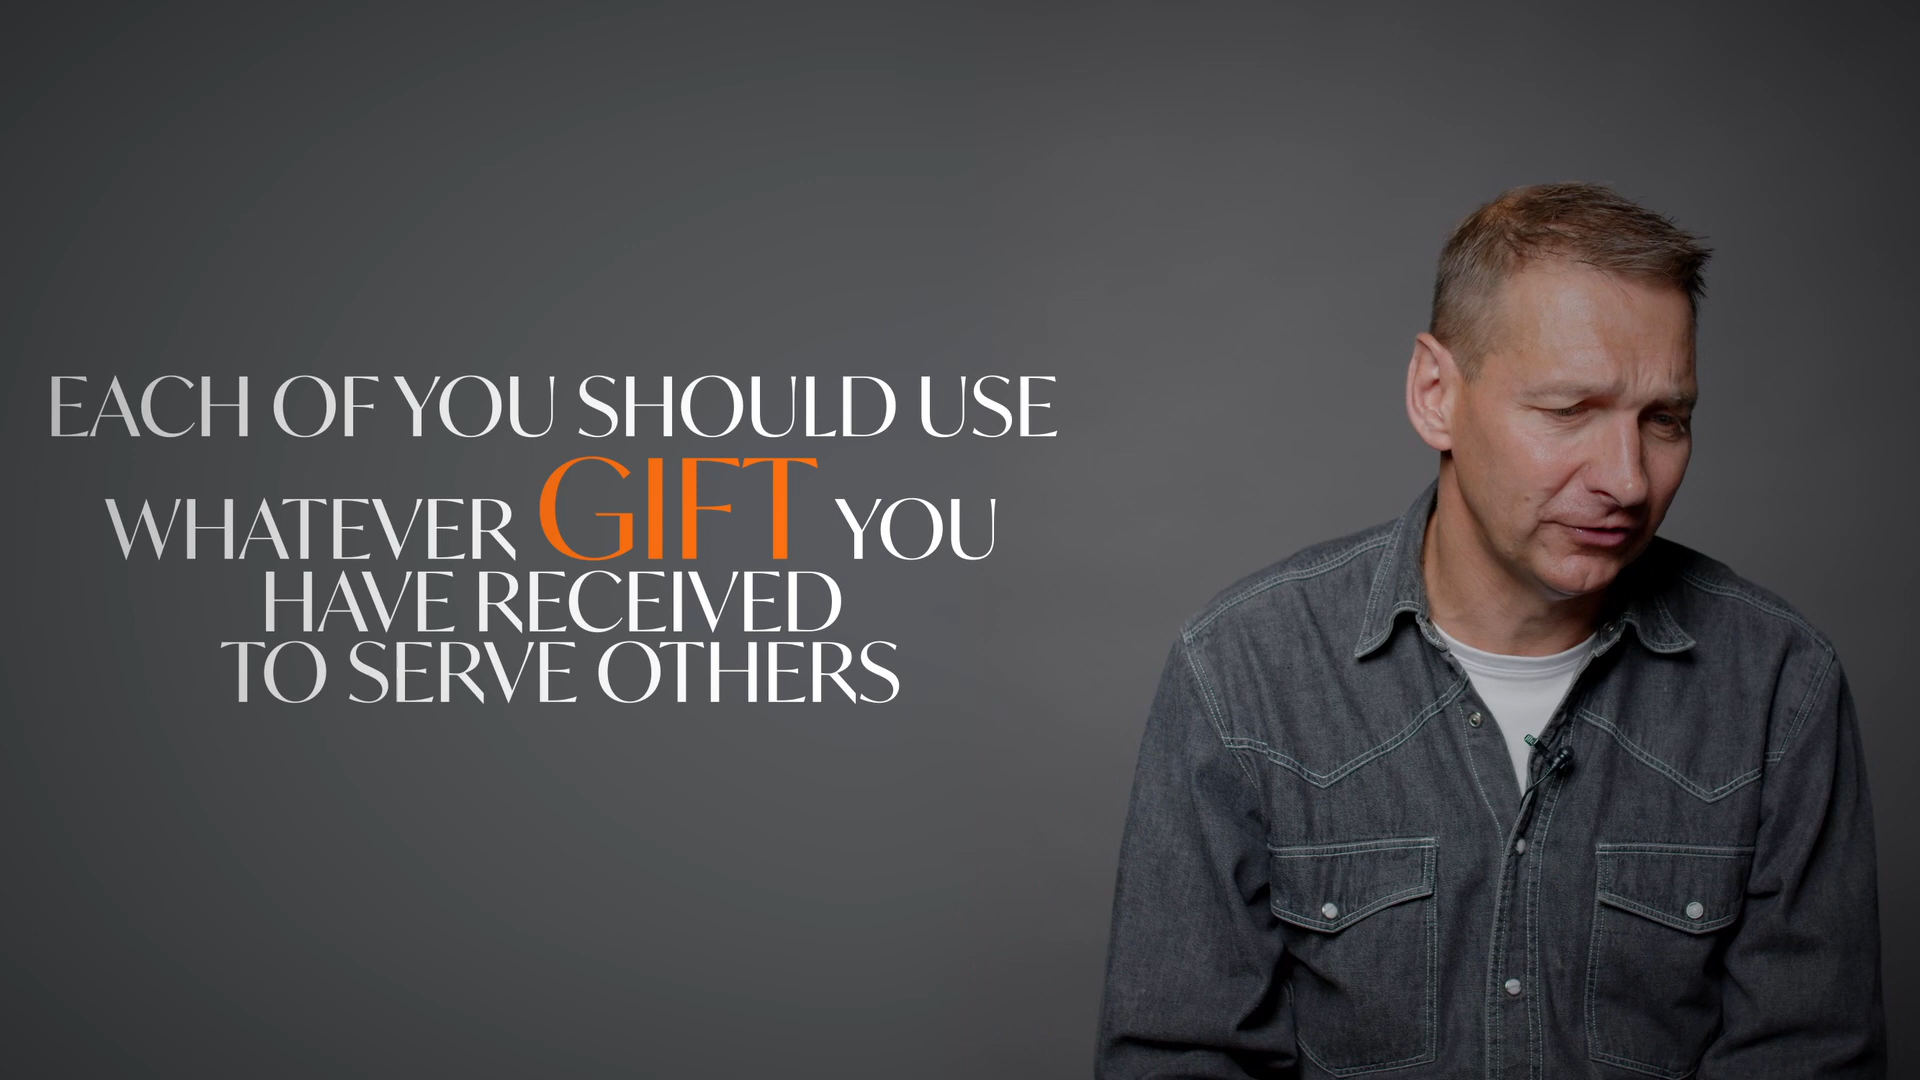 EACH OF YOU SHOULD USE
WHATEVER GIFT YOU
HAVE RECEIVED
TO SERVE OTHERS